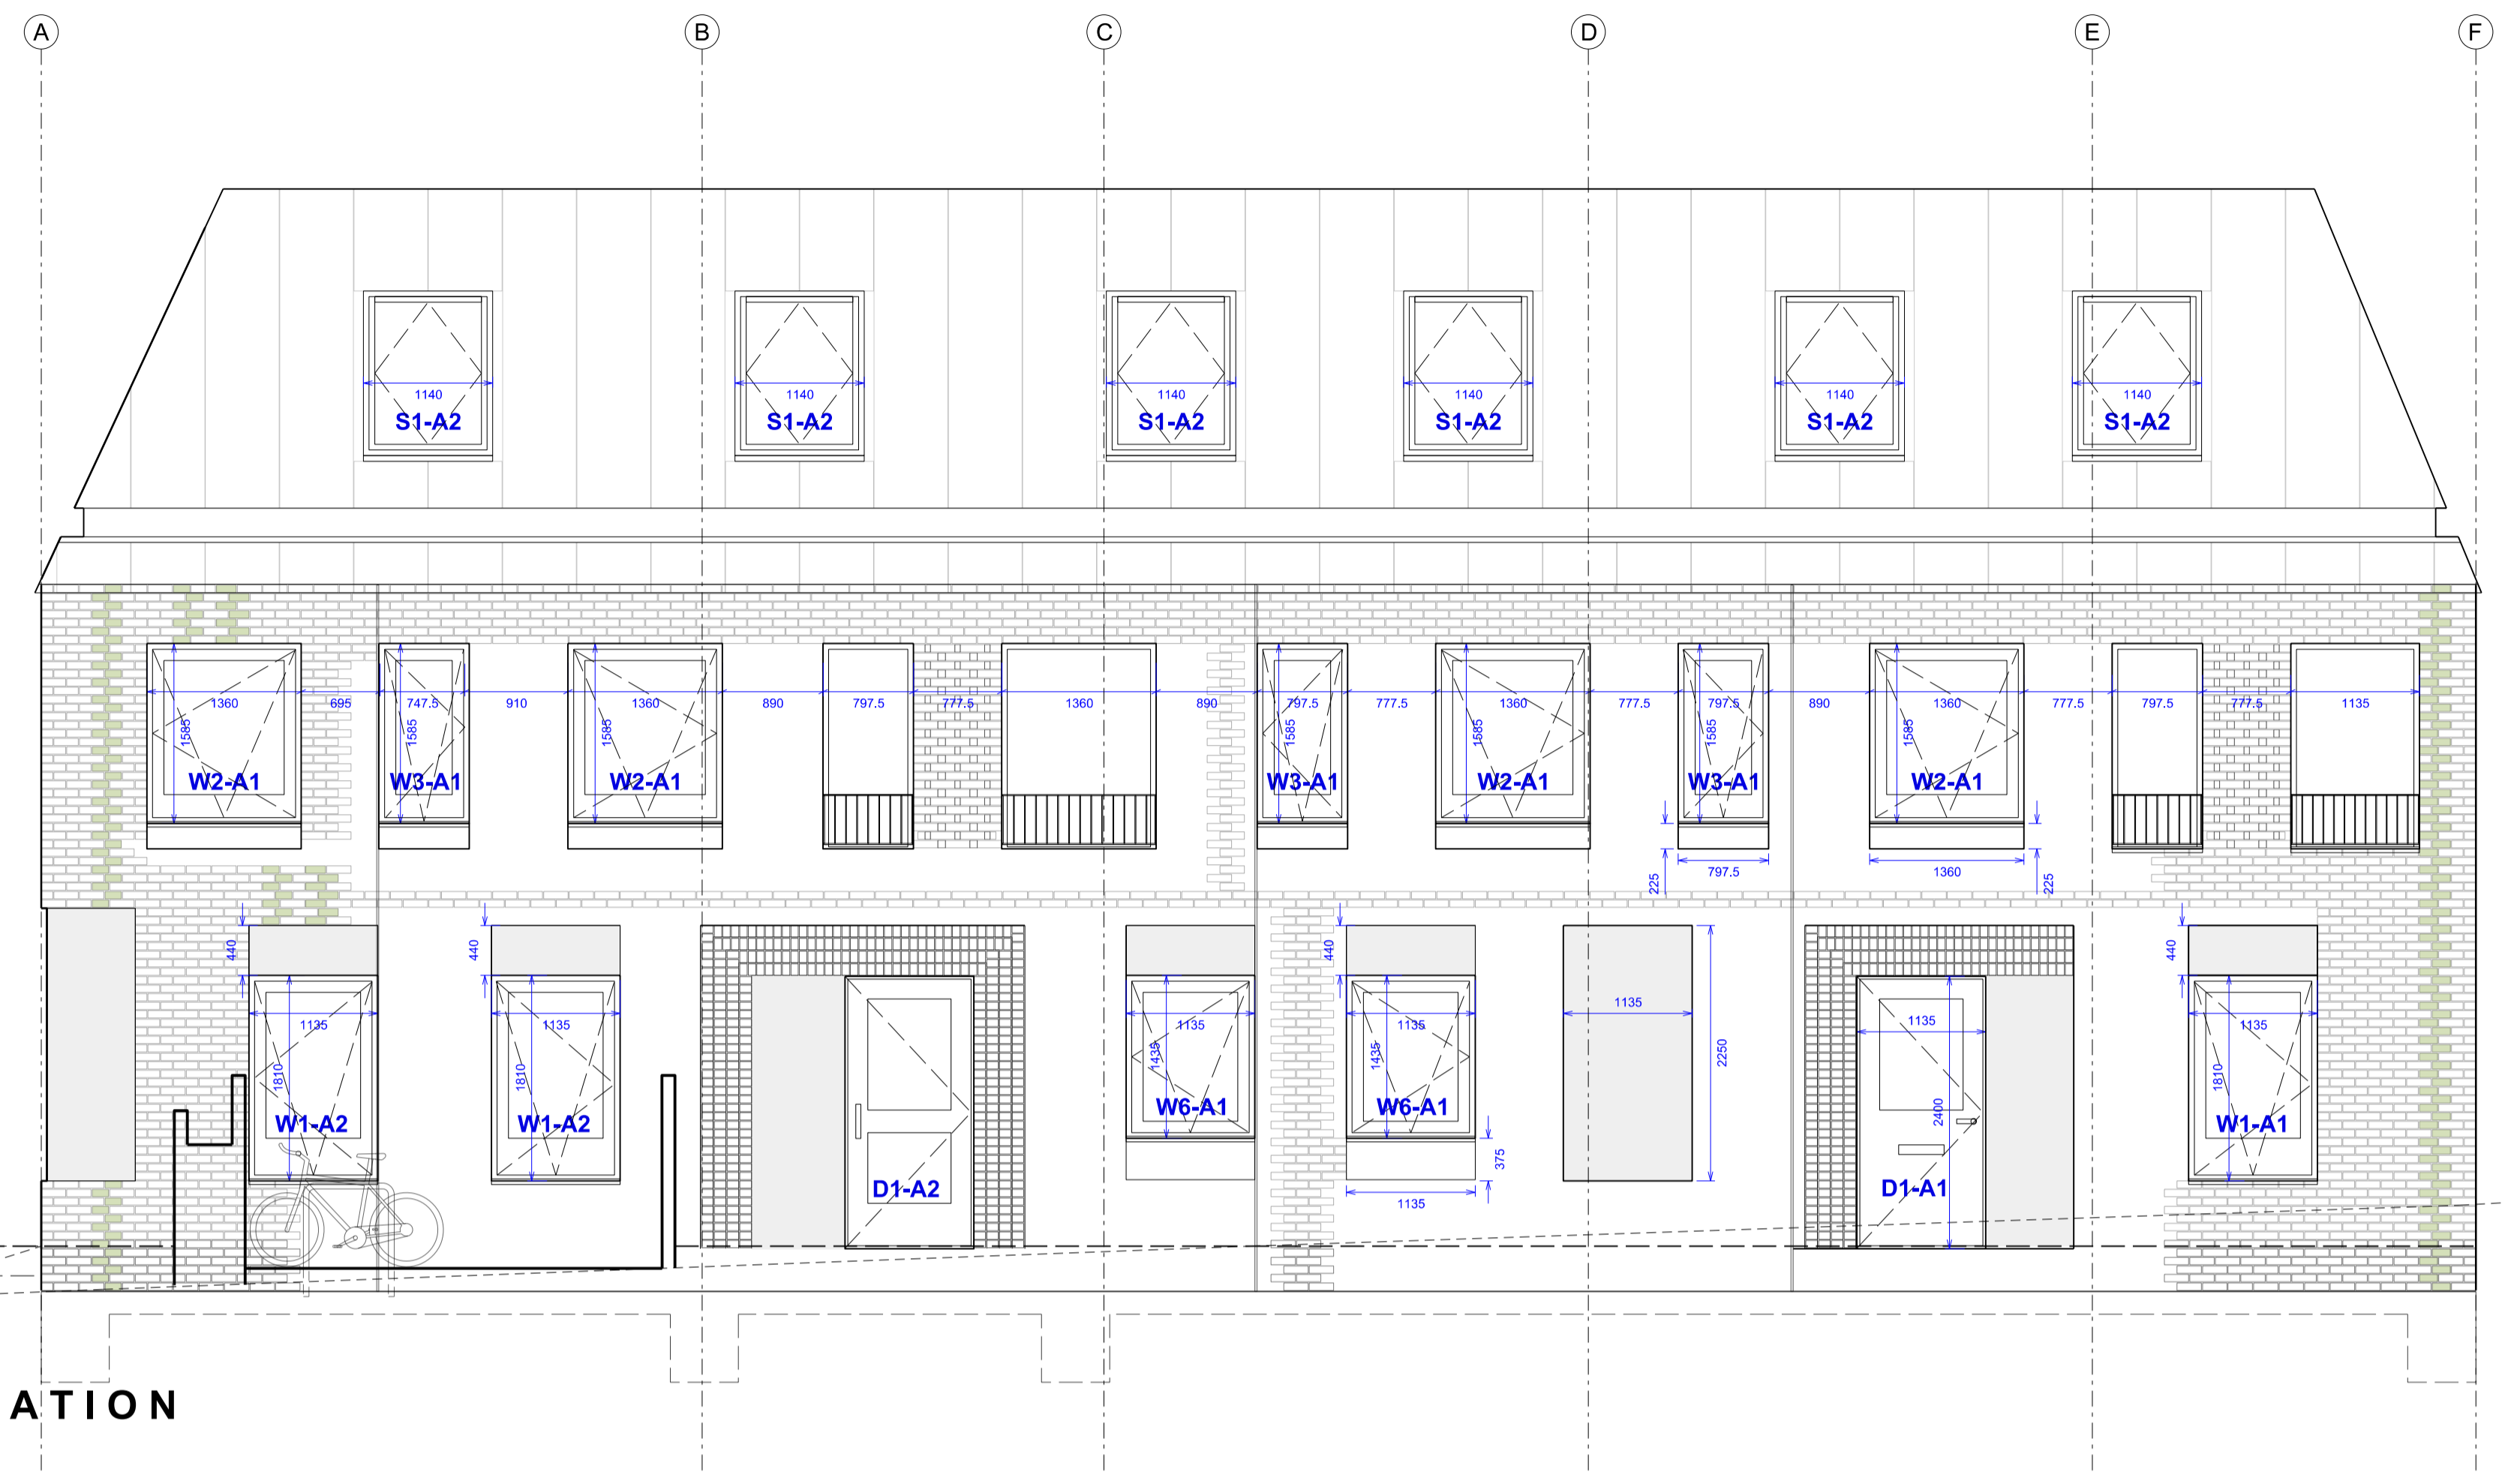 A B C D E F
1140 1140 1140 1140 1140 1140
S1-A2 S1-A2 S1-A2 S1-A2 S1-A2 S1-A2
1360 695 747.5 910 1360 890 797.5 777.5 1360 890 797.5 777.5 1360 777.5 797.5 890 1360 777.5 797.5 777.5 1135
1585 1585 1585 1585 1585 1585 1585
W2-A1 W3-A1 W2-A1 W3-A1 W2-A1 W3-A1 W2-A1
797.5 1360
225 225
440 440 440 440
1135 1135 1135 1135 1135 1135 1135
1810 1810 1435 1435 2250 2400 1810
W1-A2 W1-A2 W6-A1 W6-A1 W1-A1
375
D1-A2 D1-A1
1135
ATION